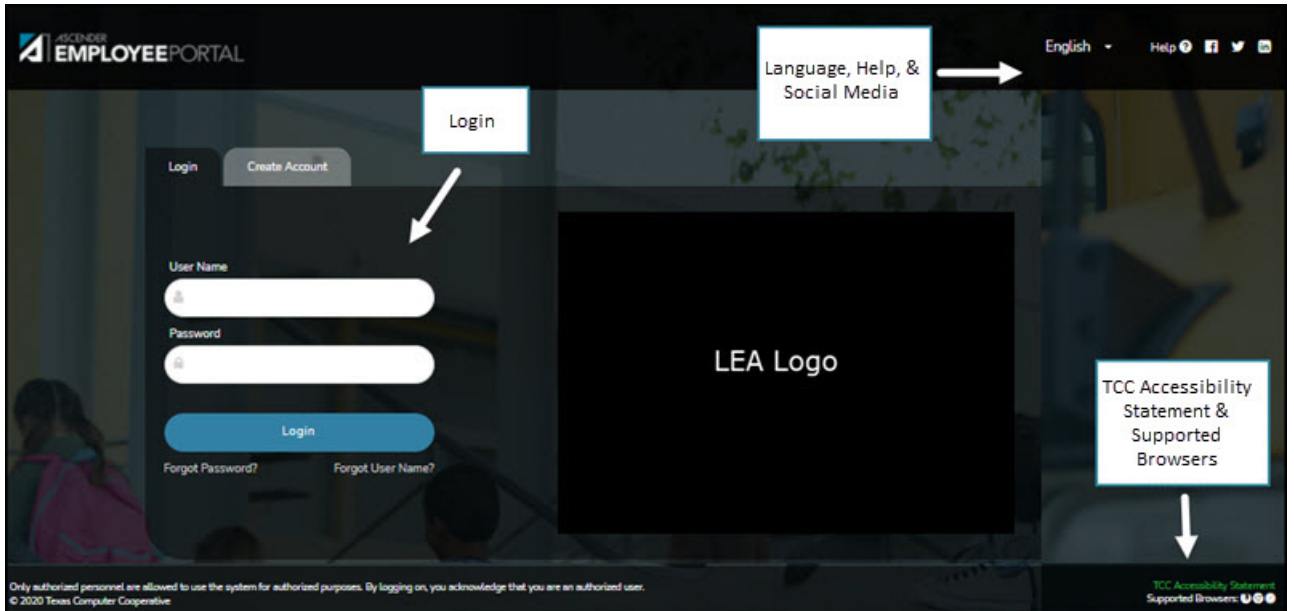 ASCENDER
EMPLOYEEPORTAL
Language, Help, &
Social Media
English
Help
Login
Login
Create Account
User Name
Password
LEA Logo
Login
Forgot Password?
Forgot User Name?
TCC Accessibility
Statement &
Supported
Browsers
Only authorized personnel are allowed to use the system for authorized purposes. By logging on, you acknowledge that you are an authorized user.
© 2020 Texas Computer Cooperative
TCC Accessibility Statement
Supported Browsers: